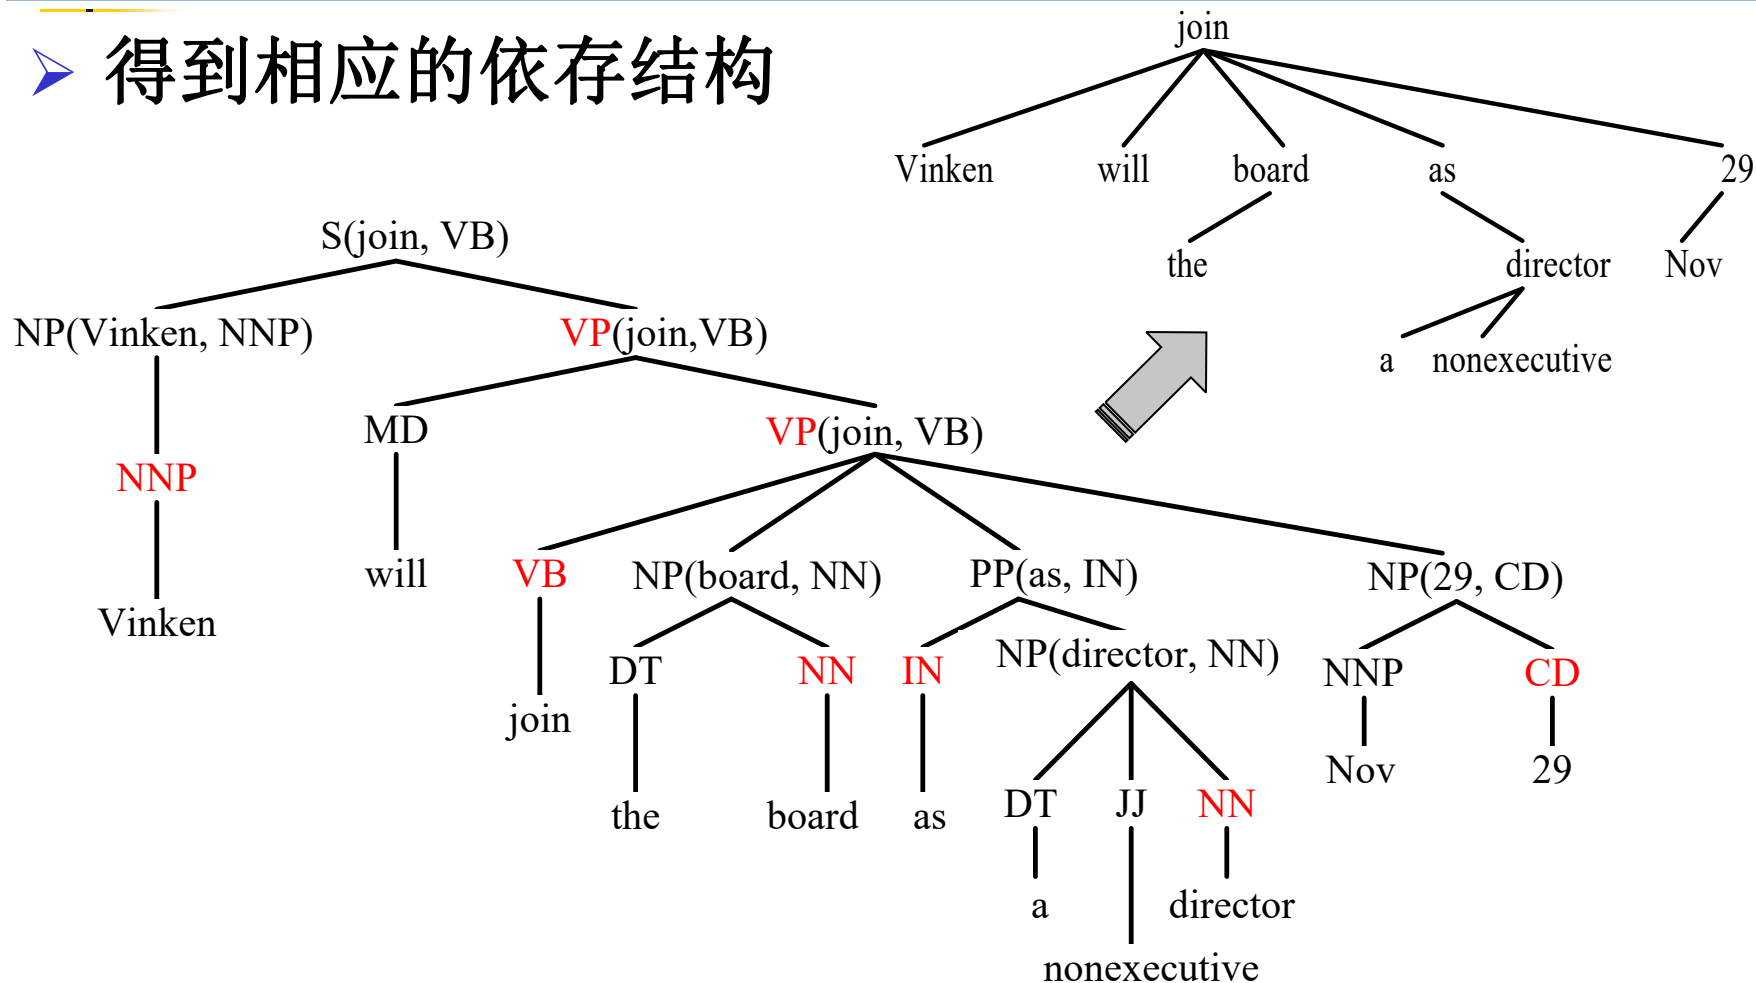 得到相应的依存结构
join
Vinken will board as 29
the director Nov
a nonexecutive
S(join, VB)
NP(Vinken, NNP) VP(join,VB)
MD VP(join, VB)
NNP
will VB NP(board, NN) PP(as, IN) NP(29, CD)
Vinken
DT NN IN NP(director, NN) NNP CD
join
Nov 29
the board as DT JJ NN
a director
nonexecutive